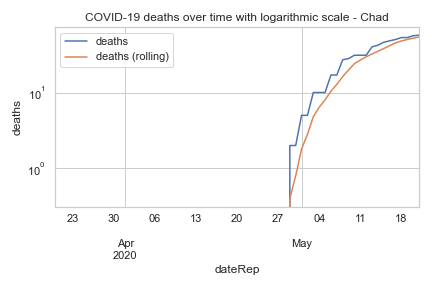 COVID-19 deaths over time with logarithmic scale - Chad
deaths
deaths (rolling)
deaths
10¹
10⁰
23 30 06 13 20 27 04 11 18
Apr May
2020
dateRep